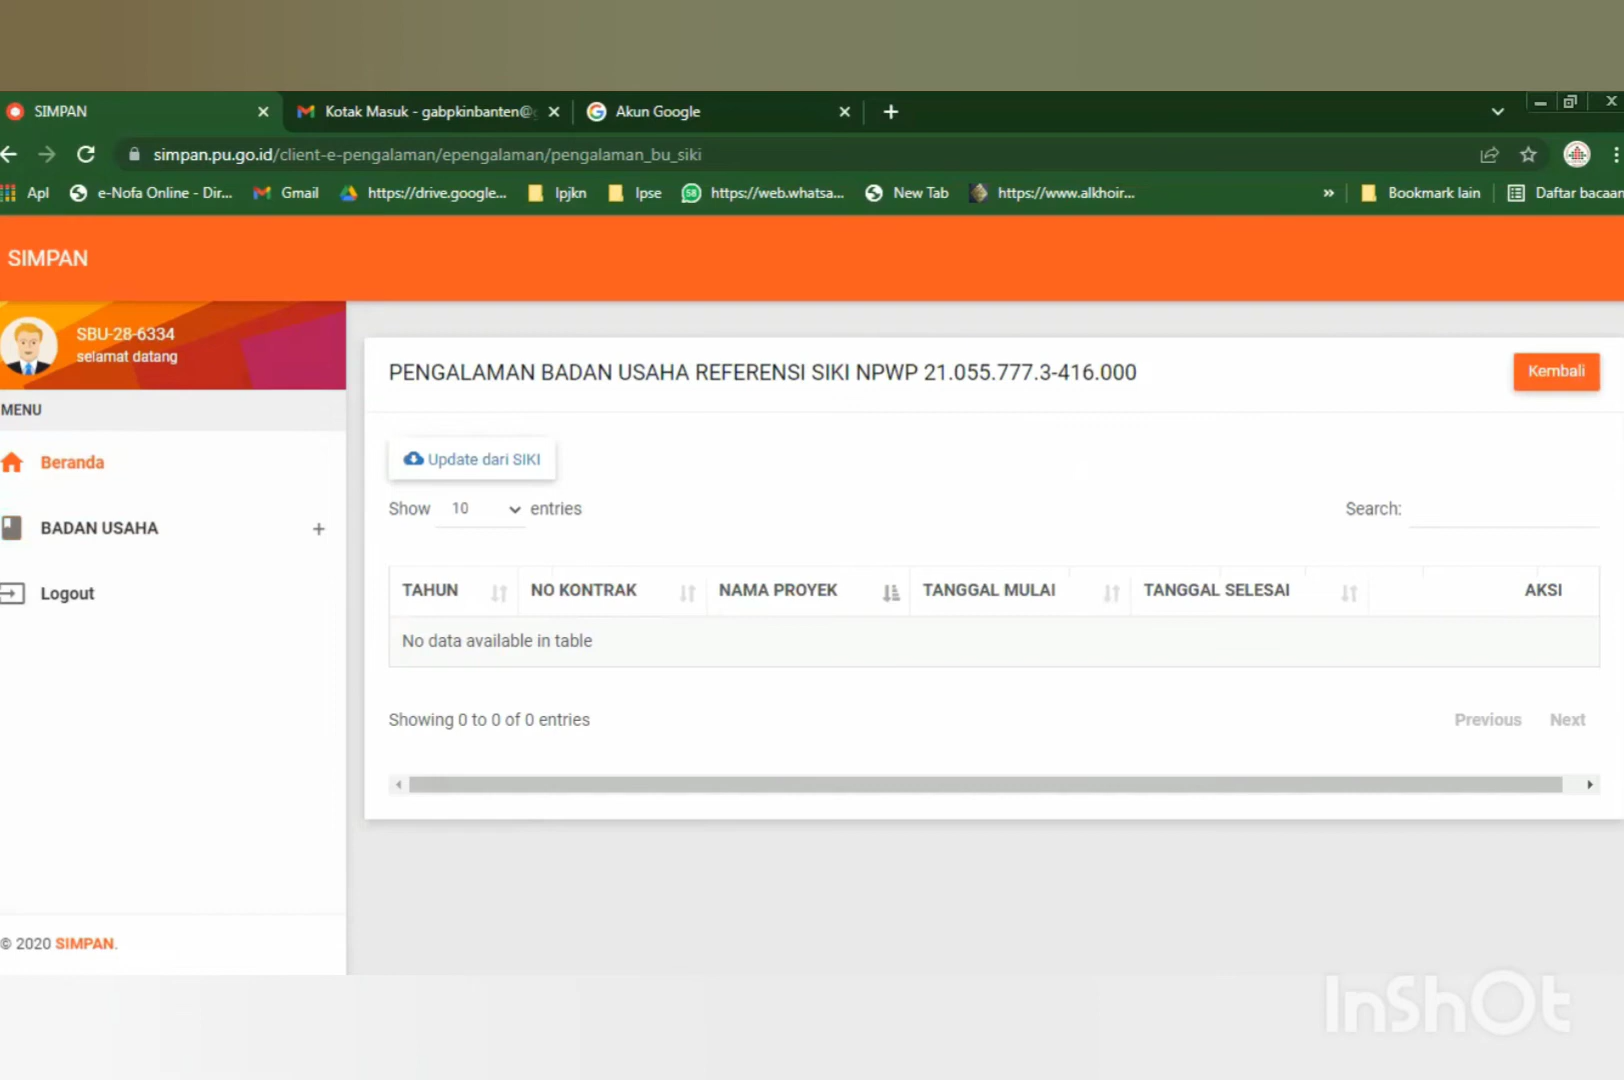 SIMPAN
Kotak Masuk - gabpkinbanten@
Akun Google
simpan.pu.go.id/client-e-pengalaman/epengalaman/pengalaman_bu_siki
Apl
e-Nofa Online - Dir...
Gmail
https://drive.google...
lpjkn
lpse
58
https://web.whatsa...
New Tab
https://www.alkhoir...
»
Bookmark lain
Daftar bacaan
SIMPAN
SBU-28-6334
selamat datang
MENU
Beranda
BADAN USAHA +
Logout
© 2020 SIMPAN.
PENGALAMAN BADAN USAHA REFERENSI SIKI NPWP 21.055.777.3-416.000
Kembali
Update dari SIKI
Show 10 entries
Search:
TAHUN NO KONTRAK NAMA PROYEK TANGGAL MULAI TANGGAL SELESAI AKSI
No data available in table
Showing 0 to 0 of 0 entries
Previous Next
InShOt